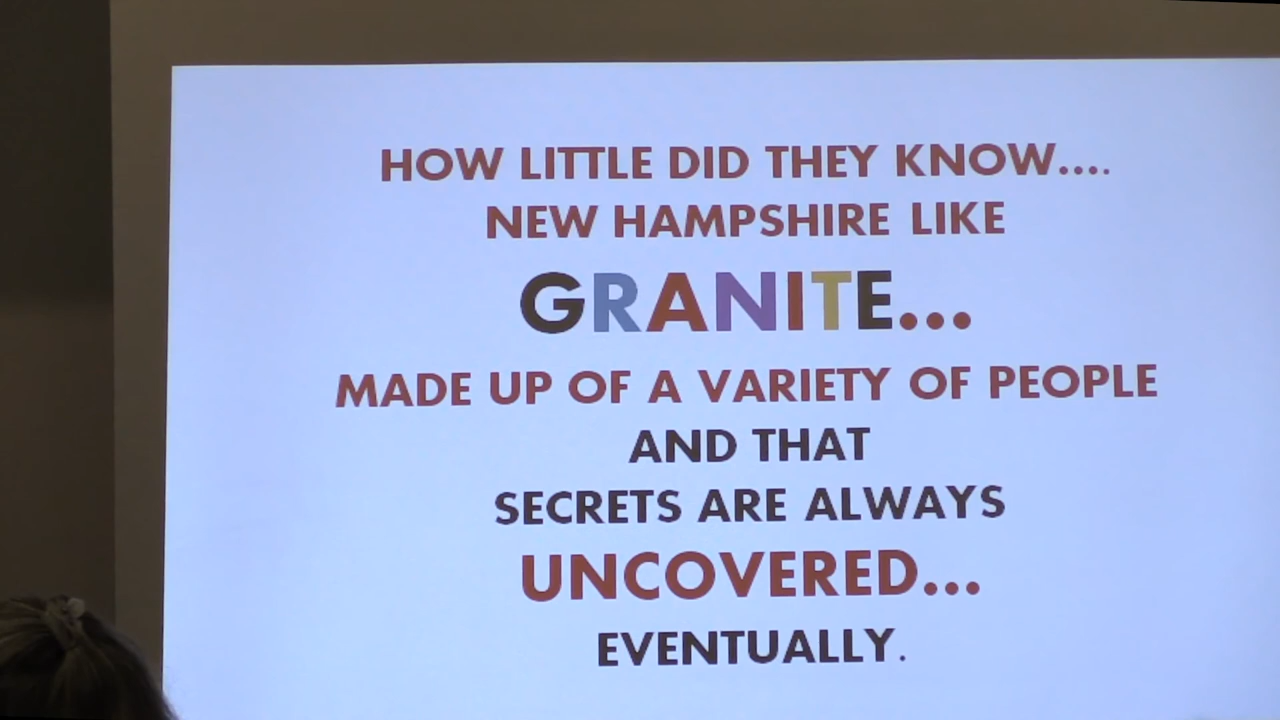 HOW LITTLE DID THEY KNOW....
NEW HAMPSHIRE LIKE
GRANITE...
MADE UP OF A VARIETY OF PEOPLE
AND THAT
SECRETS ARE ALWAYS
UNCOVERED...
EVENTUALLY.